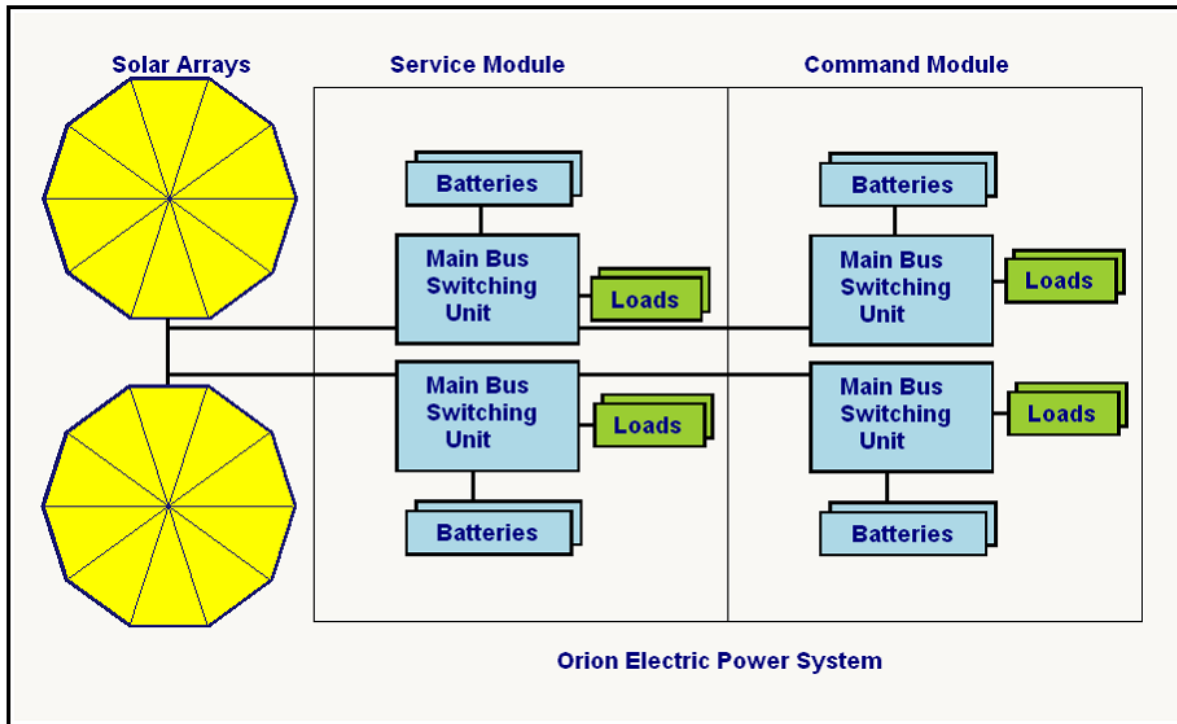 Solar Arrays
Service Module
Command Module
Batteries
Batteries
Main Bus
Switching
Unit
Loads
Main Bus
Switching
Unit
Loads
Main Bus
Switching
Unit
Loads
Main Bus
Switching
Unit
Loads
Batteries
Batteries
Orion Electric Power System